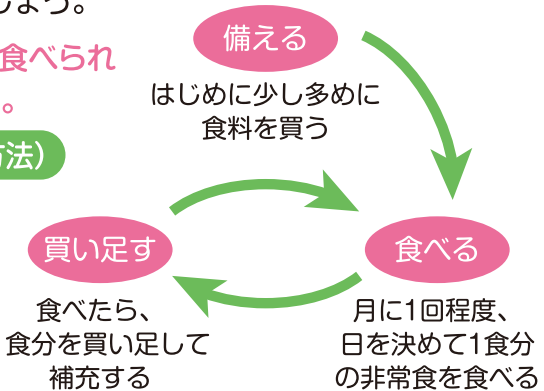 しょう。
食べられ
。
方法）
備える
はじめに少し多めに
食料を買う
買い足す
食べたら、
食分を買い足して
補充する
食べる
月に1回程度、
日を決めて1食分
の非常食を食べる